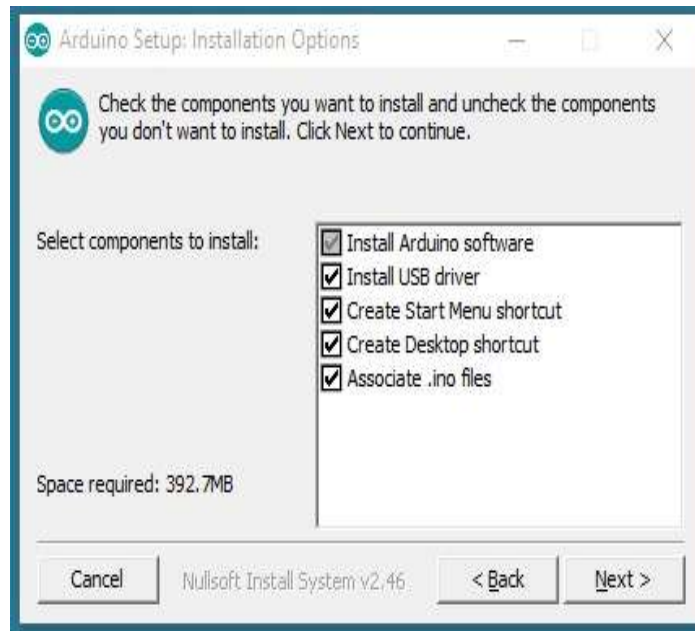 Arduino Setup: Installation Options
Check the components you want to install and uncheck the components
you don't want to install. Click Next to continue.
Select components to install:
Install Arduino software
Install USB driver
Create Start Menu shortcut
Create Desktop shortcut
Associate .ino files
Space required: 392.7MB
Cancel
Nullsoft Install System v2.46
< Back
Next >